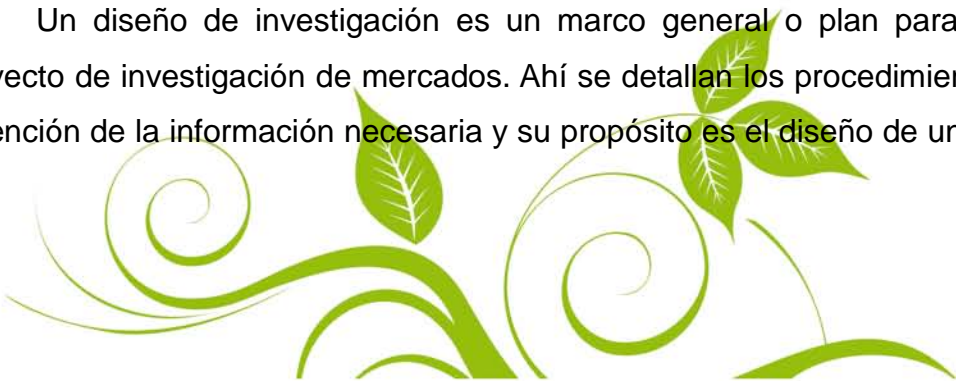 Un diseño de investigación es un marco general o plan para
yecto de investigación de mercados. Ahí se detallan los procedimien
ención de la información necesaria y su propósito es el diseño de un